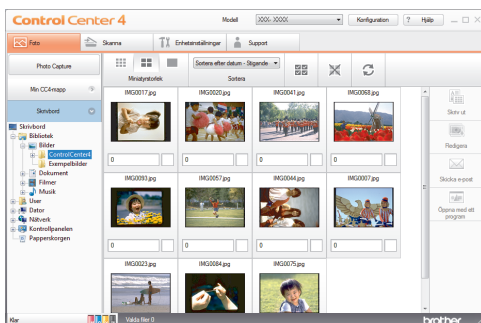 Control Center 4
Modell
XXX- XXXX
Konfiguration
? Hjälp
Foto
Skanna
Enhetsinställningar
Support
Photo Capture
Min CC4-mapp
Skrivbord
Miniatyrstorlek
Sortera efter datum - Stigande
Sortera
Skrivbord
Bibliotek
Bilder
ControlCenter4
Exempelbilder
Dokument
Filmer
Musik
User
Dator
Nätverk
Kontrollpanelen
Papperskorgen
IMG0017.jpg
IMG0020.jpg
IMG0041.jpg
IMG0068.jpg
0
0
0
0
IMG0093.jpg
IMG0057.jpg
IMG0044.jpg
IMG0007.jpg
0
0
0
0
IMG0023.jpg
IMG0084.jpg
IMG0075.jpg
Skriv ut
Redigera
Skicka e-post
Öppna med ett
program
Klar
Valda filer 0
brother